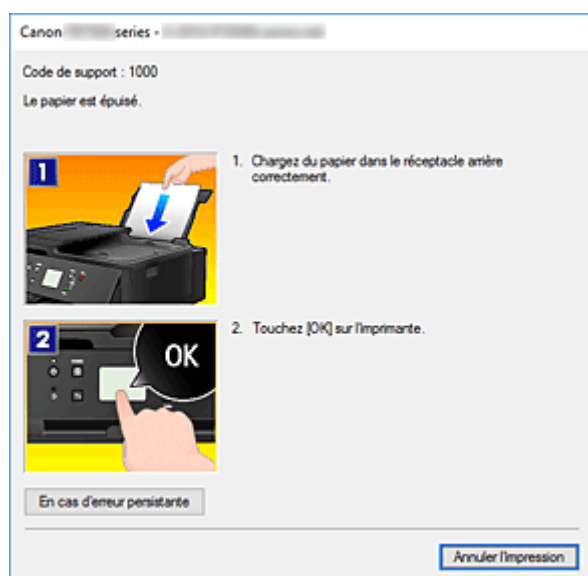 Canon series -
Code de support : 1000
Le papier est épuisé.
1
1. Chargez du papier dans le réceptacle arrière
correctement.
2
OK
2. Touchez [OK] sur l'imprimante.
En cas d'erreur persistante
Annuler l'impression